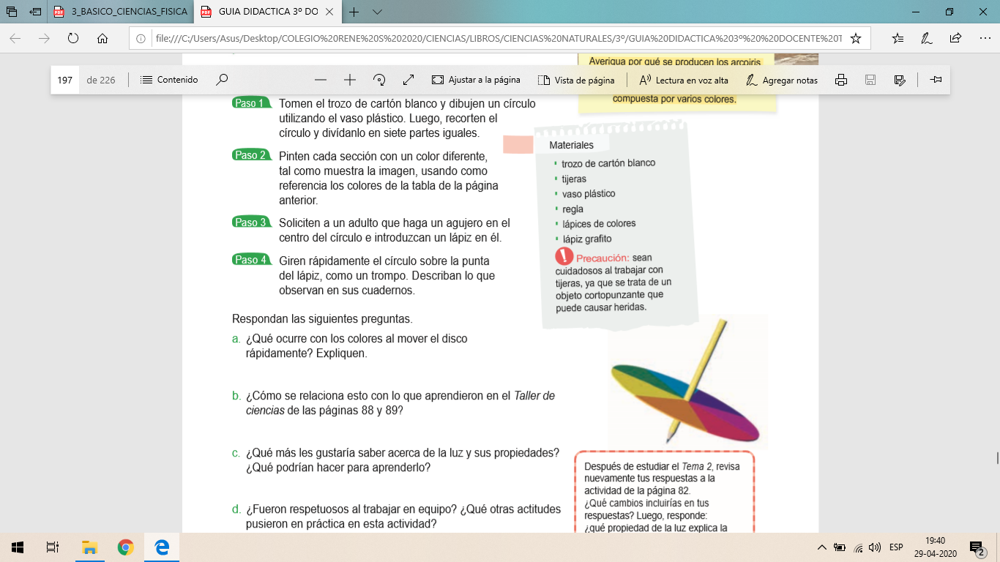 3_BASICO_CIENCIAS_FISICA
GUIA DIDACTICA 3º DO
file:///C:/Users/Asus/Desktop/COLEGIO%20RENE%20S%202020/CIENCIAS/LIBROS/CIENCIAS%20NATURALES/3º/GUIA%20DIDACTICA%203º%20%20DOCENTE%20T
197 de 226
Contenido
Ajustar a la página
Vista de página
Lectura en voz alta
Agregar notas
Averigua por qué se producen los arcoíris
compuesta por varios colores.
Paso 1 Tomen el trozo de cartón blanco y dibujen un círculo
utilizando el vaso plástico. Luego, recorten el
círculo y divídanlo en siete partes iguales.
Paso 2 Pinten cada sección con un color diferente,
tal como muestra la imagen, usando como
referencia los colores de la tabla de la página
anterior.
Paso 3 Soliciten a un adulto que haga un agujero en el
centro del círculo e introduzcan un lápiz en él.
Paso 4 Giren rápidamente el círculo sobre la punta
del lápiz, como un trompo. Describan lo que
observan en sus cuadernos.
Materiales
trozo de cartón blanco
tijeras
vaso plástico
regla
lápices de colores
lápiz grafito
! Precaución: sean
cuidadosos al trabajar con
tijeras, ya que se trata de un
objeto cortopunzante que
puede causar heridas.
Respondan las siguientes preguntas.
a. ¿Qué ocurre con los colores al mover el disco
rápidamente? Expliquen.
b. ¿Cómo se relaciona esto con lo que aprendieron en el Taller de
ciencias de las páginas 88 y 89?
c. ¿Qué más les gustaría saber acerca de la luz y sus propiedades?
¿Qué podrían hacer para aprenderlo?
d. ¿Fueron respetuosos al trabajar en equipo? ¿Qué otras actitudes
pusieron en práctica en esta actividad?
Después de estudiar el Tema 2, revisa
nuevamente tus respuestas a la
actividad de la página 82.
¿Qué cambios incluirías en tus
respuestas? Luego, responde:
¿qué propiedad de la luz explica la
ESP
19:40
29-04-2020
2